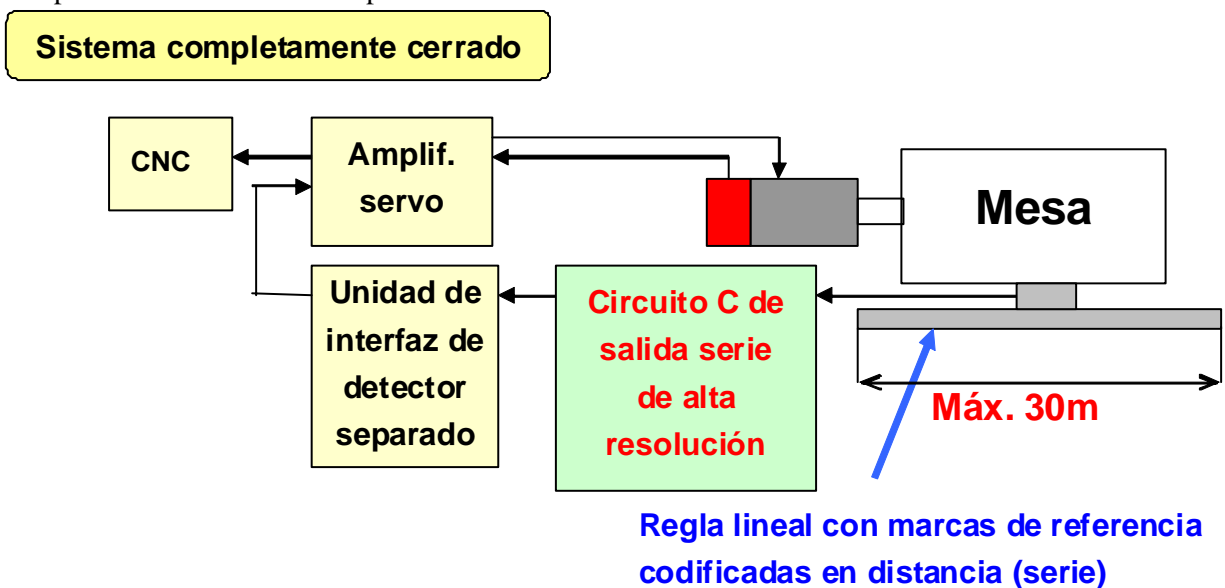 Sistema completamente cerrado
CNC
Amplif.
servo
Mesa
Unidad de
interfaz de
detector
separado
Circuito C de
salida serie
de alta
resolución
Máx. 30m
Regla lineal con marcas de referencia
codificadas en distancia (serie)